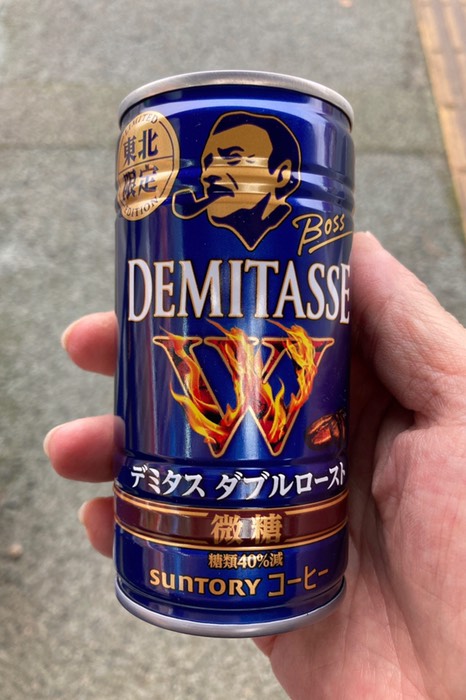 LIMITED
東北
限定
EDITION
Boss
DEMITASSE
W
デミタス ダブルロースト
微糖
糖類40%減
SUNTORY コーヒー